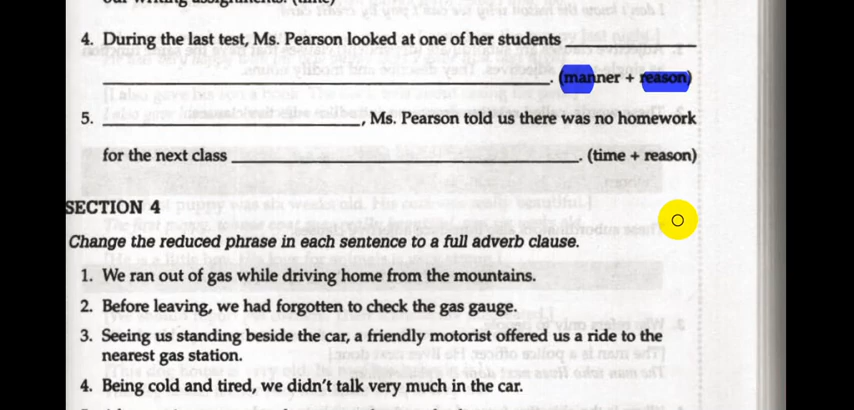 our writing assignments. (time)
4. During the last test, Ms. Pearson looked at one of her students
. (manner + reason)
5. , Ms. Pearson told us there was no homework
for the next class . (time + reason)
SECTION 4
Change the reduced phrase in each sentence to a full adverb clause.
1. We ran out of gas while driving home from the mountains.
2. Before leaving, we had forgotten to check the gas gauge.
3. Seeing us standing beside the car, a friendly motorist offered us a ride to the
nearest gas station.
4. Being cold and tired, we didn't talk very much in the car.